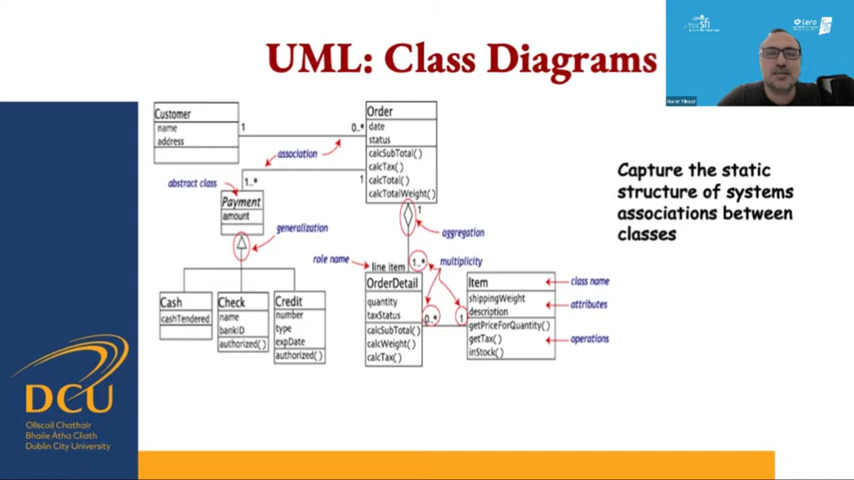 UML: Class Diagrams
sfi
Lero
Customer
name
address
1
0..*
Order
date
status
calcSubTotal()
calcTax()
calcTotal()
calcTotalWeight()
association
1..*
1
abstract class
Payment
amount
generalization
1
aggregation
role name
line item
1..*
multiplicity
Cash
cashTendered
Check
name
bankID
authorized()
Credit
number
type
expDate
authorized()
OrderDetail
quantity
taxStatus
calcSubTotal()
calcWeight()
calcTax()
0..*
1
Item
shippingWeight
description
getPriceForQuantity()
getTax()
inStock()
class name
attributes
operations
Capture the static
structure of systems
associations between
classes
DCU
Ollscoil Chathair
Bhaile Átha Cliath
Dublin City University